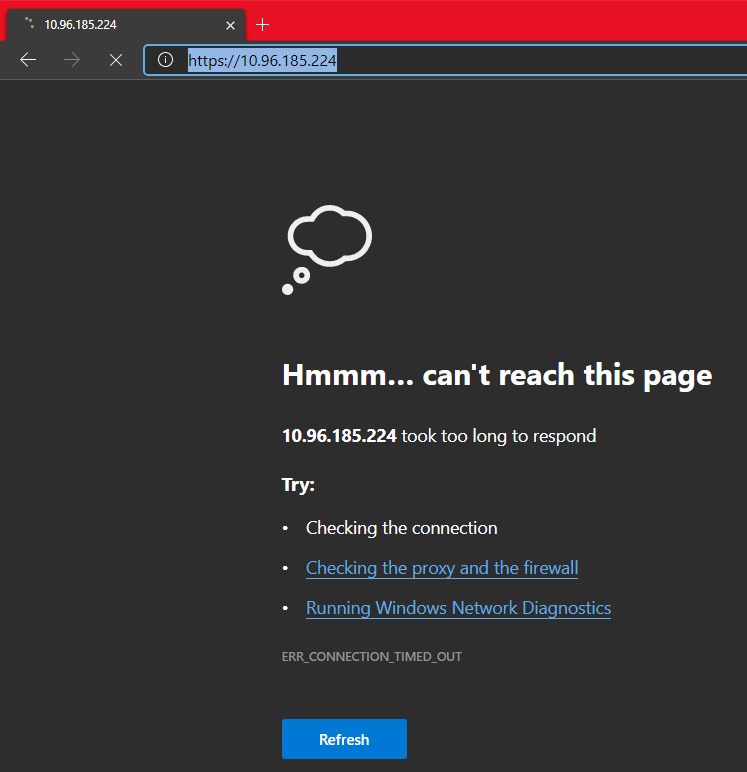 10.96.185.224
https://10.96.185.224
Hmmm... can't reach this page
10.96.185.224 took too long to respond
Try:
• Checking the connection
• Checking the proxy and the firewall
• Running Windows Network Diagnostics
ERR_CONNECTION_TIMED_OUT
Refresh